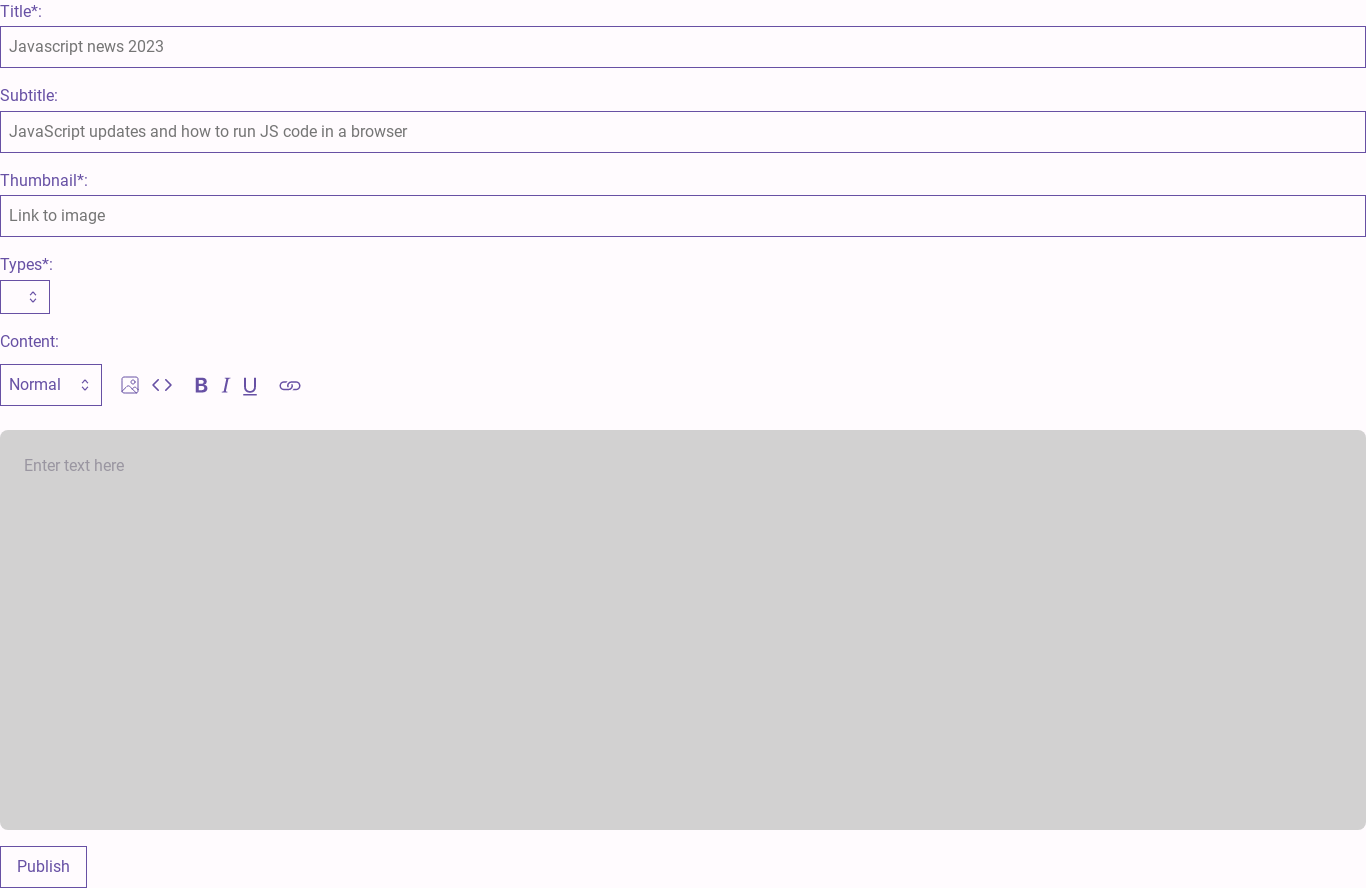 Title*:
Javascript news 2023
Subtitle:
JavaScript updates and how to run JS code in a browser
Thumbnail*:
Link to image
Types*:
Content:
Normal B I U
Enter text here
Publish